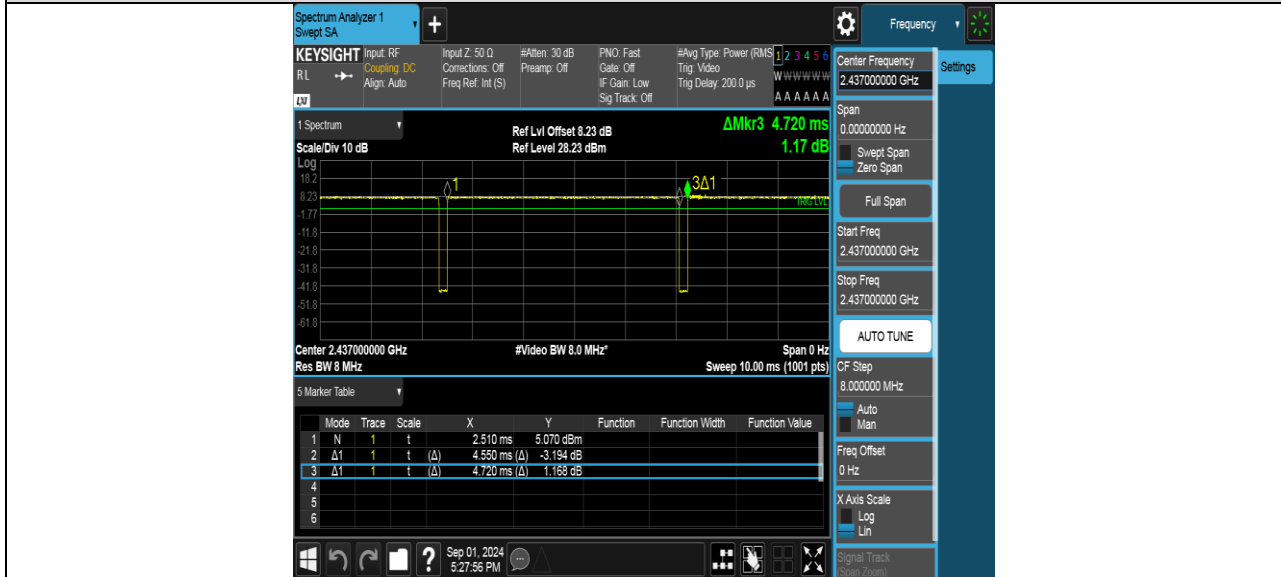 Spectrum Analyzer 1
Swept SA
+
Frequency
KEYSIGHT Input: RF Input Z: 50 Ω #Atten: 30 dB PNO: Fast #Avg Type: Power (RMS 1 2 3 4 5 6
RL Coupling: DC Corrections: Off Preamp: Off Gate: Off Trig: Video W W W W W W
Align: Auto Freq Ref: Int (S) IF Gain: Low Trig Delay: 200.0 µs
LXI Sig Track: Off A A A A A A
Center Frequency
2.437000000 GHz
Settings
1 Spectrum
Ref Lvl Offset 8.23 dB
ΔMkr3 4.720 ms
Scale/Div 10 dB Ref Level 28.23 dBm 1.17 dB
Log
18.2
8.23
-1.77
-11.8
-21.8
-31.8
-41.8
-51.8
-61.8
1
3Δ1
TRIG LVL
Center 2.437000000 GHz #Video BW 8.0 MHz* Span 0 Hz
Res BW 8 MHz Sweep 10.00 ms (1001 pts)
Span
0.00000000 Hz
Swept Span
Zero Span
Full Span
Start Freq
2.437000000 GHz
Stop Freq
2.437000000 GHz
AUTO TUNE
CF Step
8.000000 MHz
Auto
Man
Freq Offset
0 Hz
X Axis Scale
Log
Lin
Signal Track
(Span Zoom)
5 Marker Table
Mode Trace Scale X Y Function Function Width Function Value
1 N 1 t 2.510 ms 5.070 dBm
2 Δ1 1 t (Δ) 4.550 ms (Δ) -3.194 dB
3 Δ1 1 t (Δ) 4.720 ms (Δ) 1.168 dB
4
5
6
? Sep 01, 2024
5:27:56 PM